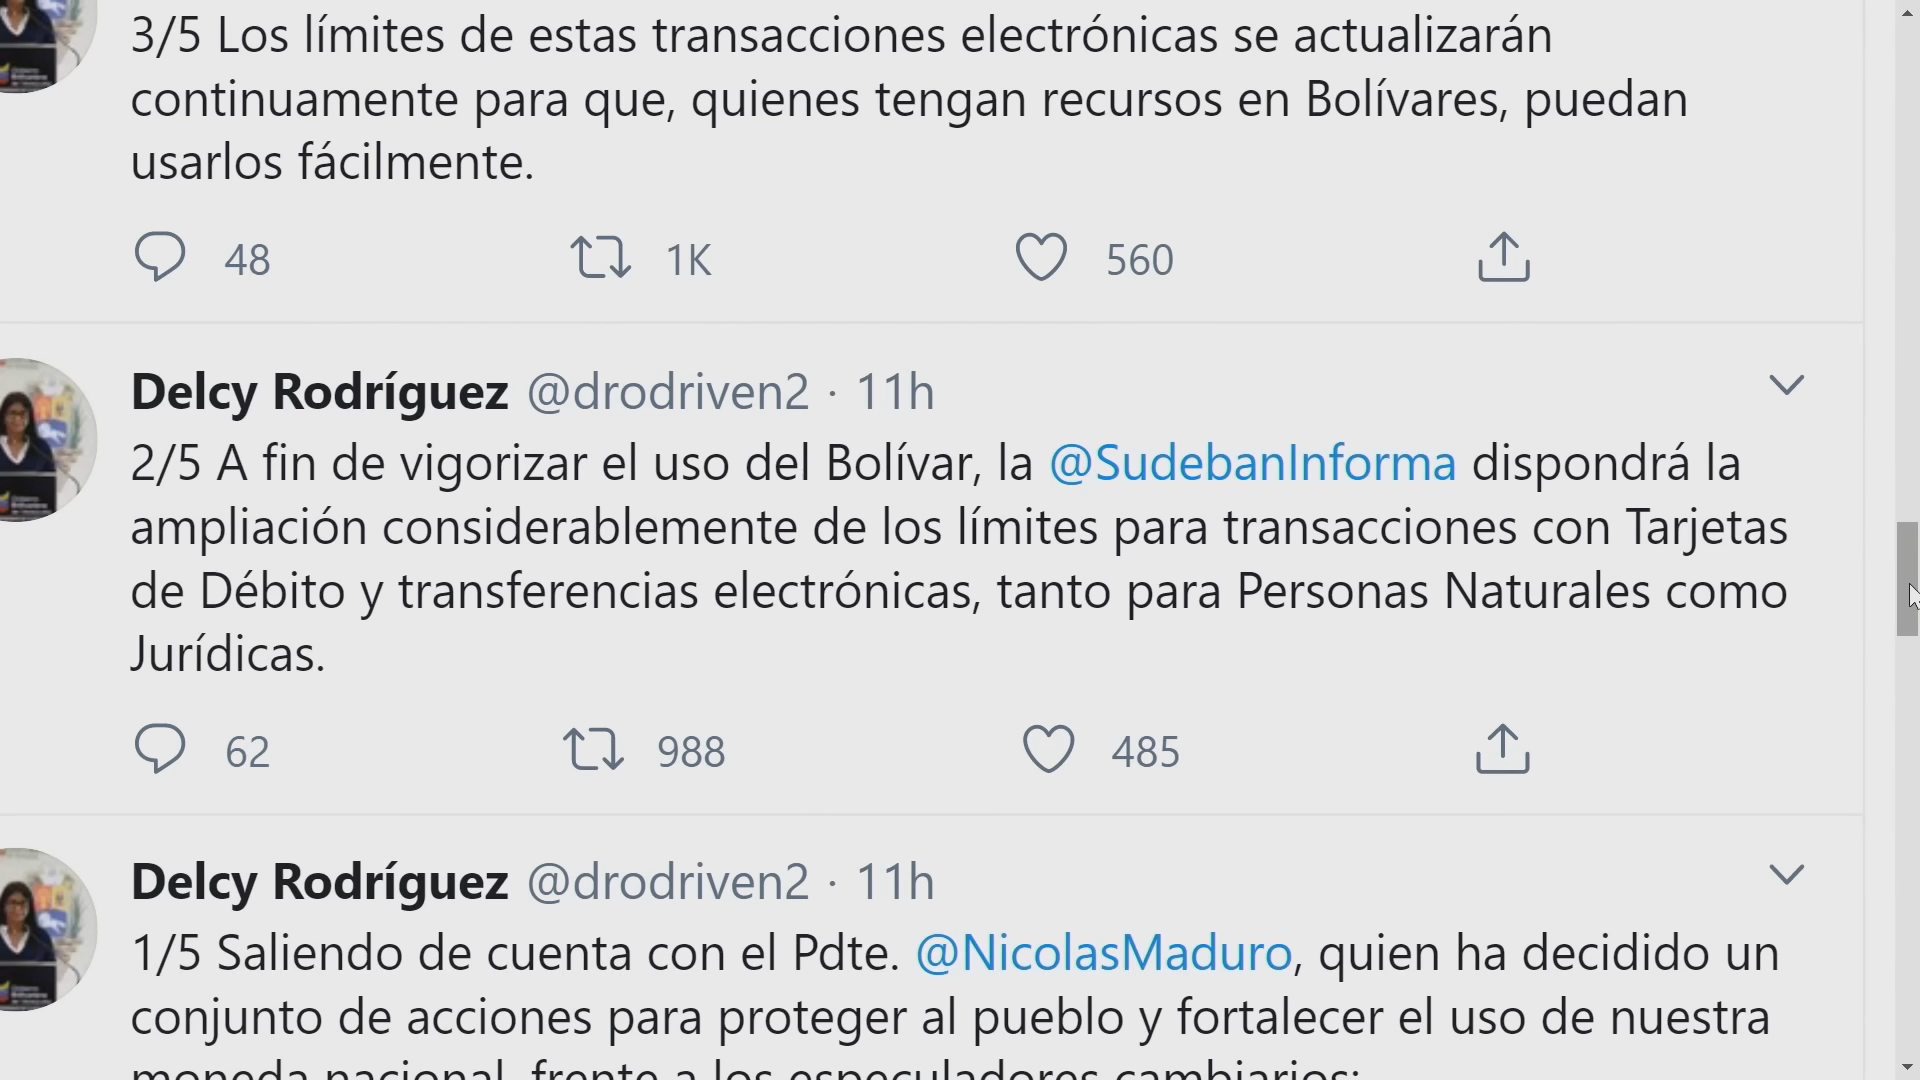 3/5 Los límites de estas transacciones electrónicas se actualizarán
continuamente para que, quienes tengan recursos en Bolívares, puedan
usarlos fácilmente.
48 1K 560
Delcy Rodríguez @drodriven2 · 11h
2/5 A fin de vigorizar el uso del Bolívar, la @SudebanInforma dispondrá la
ampliación considerablemente de los límites para transacciones con Tarjetas
de Débito y transferencias electrónicas, tanto para Personas Naturales como
Jurídicas.
62 988 485
Delcy Rodríguez @drodriven2 · 11h
1/5 Saliendo de cuenta con el Pdte. @NicolasMaduro, quien ha decidido un
conjunto de acciones para proteger al pueblo y fortalecer el uso de nuestra
moneda nacional, frente a los especuladores cambiarios: